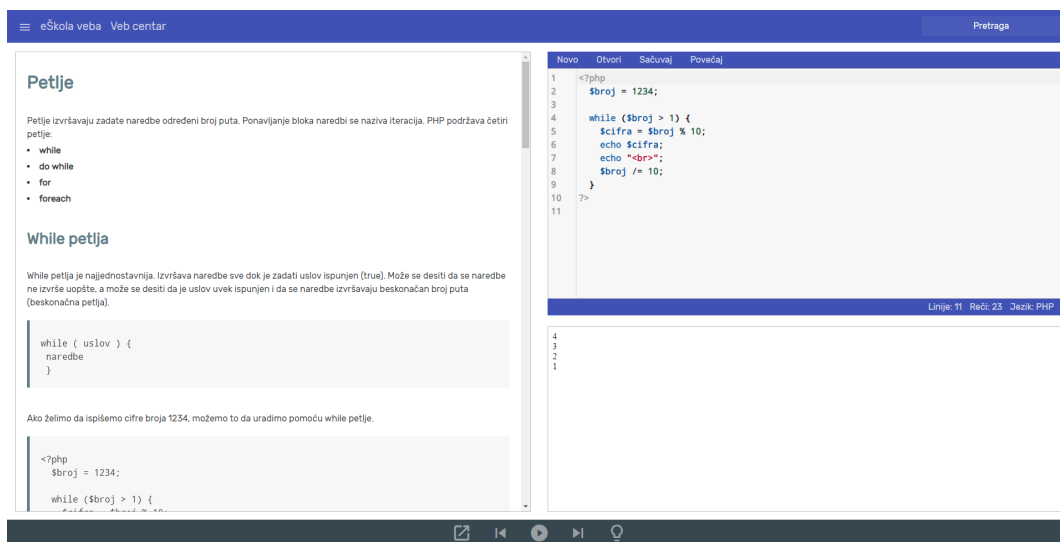 eŠkola veba Veb centar
Pretraga
Petlje
Petlje izvršavaju zadate naredbe određeni broj puta. Ponavljanje bloka naredbi se naziva iteracija. PHP podržava četiri
petlje:
• while
• do while
• for
• foreach
While petlja
While petlja je najjednostavnija. Izvršava naredbe sve dok je zadati uslov ispunjen (true). Može se desiti da se naredbe
ne izvrše uopšte, a može se desiti da je uslov uvek ispunjen i da se naredbe izvršavaju beskonačan broj puta
(beskonačna petlja).
while ( uslov ) {
naredbe
}
Ako želimo da ispišemo cifre broja 1234, možemo to da uradimo pomoću while petlje.
<?php
$broj = 1234;
while ($broj > 1) {
$cifra = $broj % 10;
Novo Otvori Sačuvaj Povećaj
1 <?php
2 $broj = 1234;
3
4 while ($broj > 1) {
5 $cifra = $broj % 10;
6 echo $cifra;
7 echo "<br>";
8 $broj /= 10;
9 }
10 ?>
11
Linije: 11 Reči: 23 Jezik: PHP
4
3
2
1